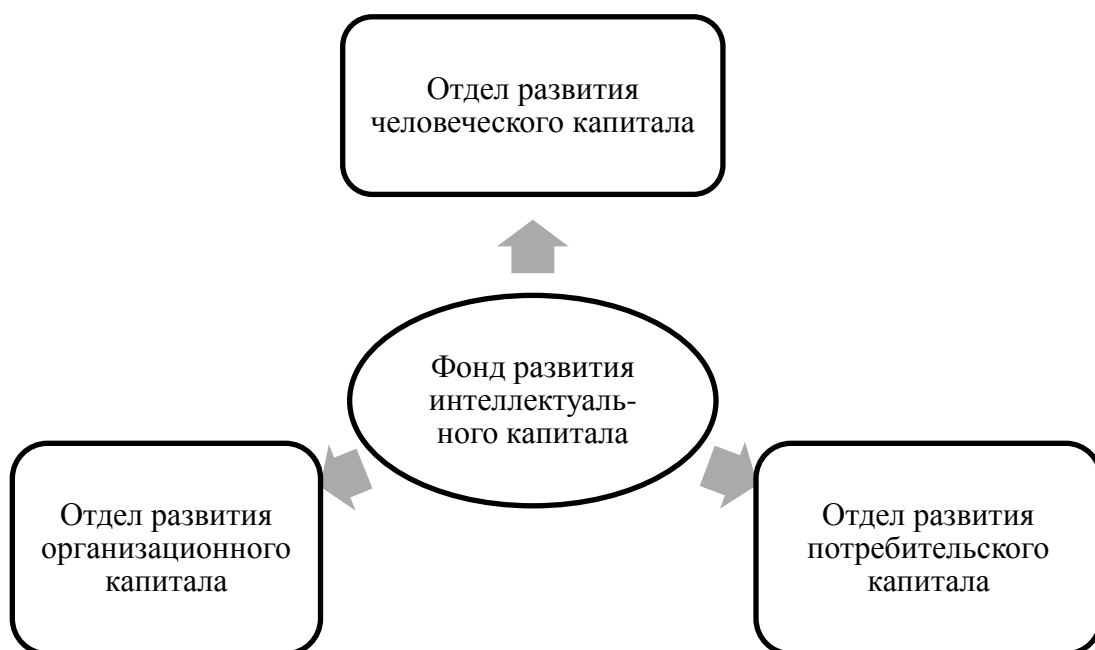 Отдел развития
человеческого капитала
Фонд развития
интеллектуаль-
ного капитала
Отдел развития
организационного
капитала
Отдел развития
потребительского
капитала